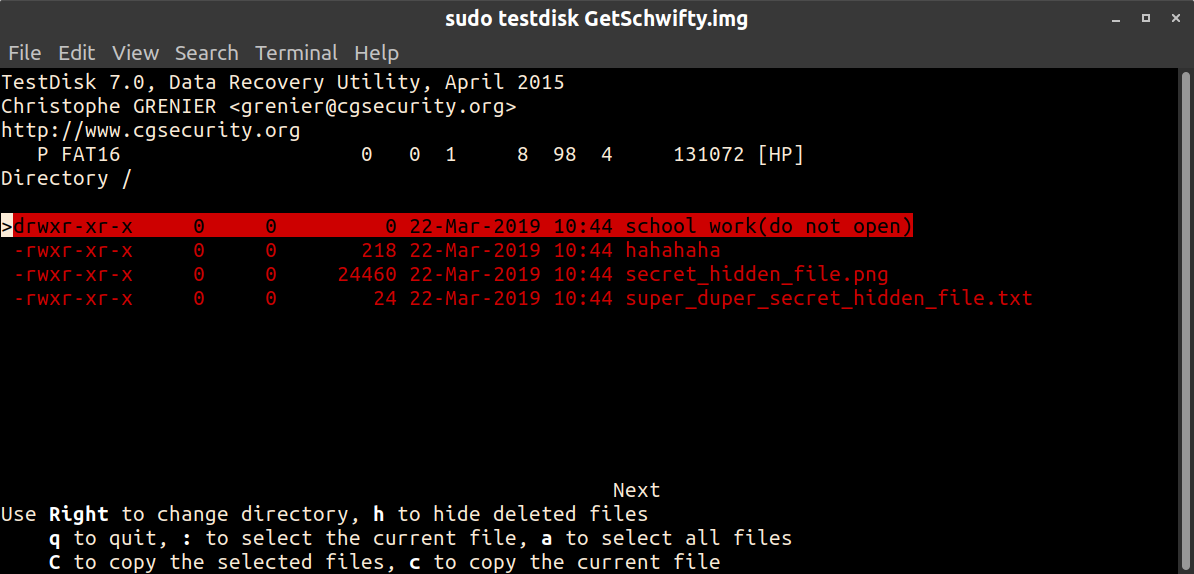 sudo testdisk GetSchwifty.img
File Edit View Search Terminal Help
TestDisk 7.0, Data Recovery Utility, April 2015
Christophe GRENIER <grenier@cgsecurity.org>
http://www.cgsecurity.org
   P FAT16                    0   0  1     8  98  4     131072 [HP]
Directory /
>drwxr-xr-x     0     0         0 22-Mar-2019 10:44 school work(do not open)
 -rwxr-xr-x     0     0       218 22-Mar-2019 10:44 hahahaha
 -rwxr-xr-x     0     0     24460 22-Mar-2019 10:44 secret_hidden_file.png
 -rwxr-xr-x     0     0        24 22-Mar-2019 10:44 super_duper_secret_hidden_file.txt
Next
Use Right to change directory, h to hide deleted files
    q to quit, : to select the current file, a to select all files
    C to copy the selected files, c to copy the current file